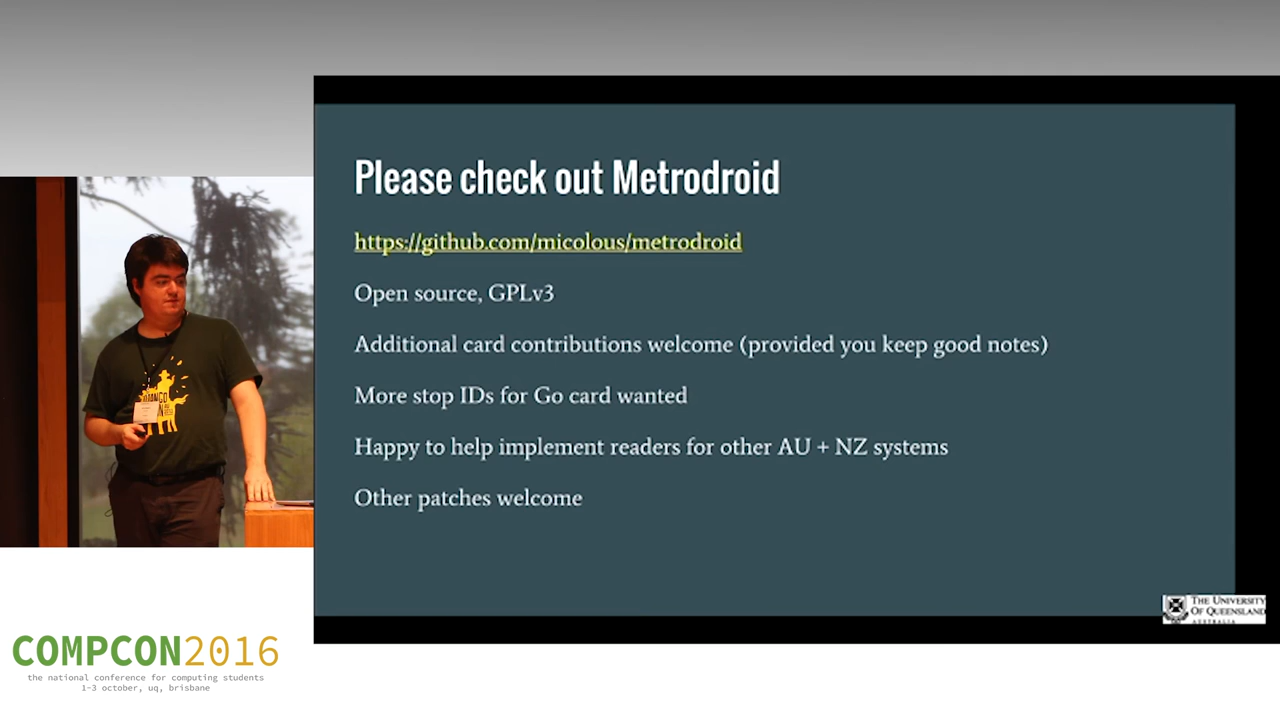 Please check out Metrodroid
https://github.com/micolous/metrodroid
Open source, GPLv3
Additional card contributions welcome (provided you keep good notes)
More stop IDs for Go card wanted
Happy to help implement readers for other AU + NZ systems
Other patches welcome
THE UNIVERSITY
OF QUEENSLAND
AUSTRALIA
COMPCON2016
the national conference for computing students
1-3 october, uq, brisbane